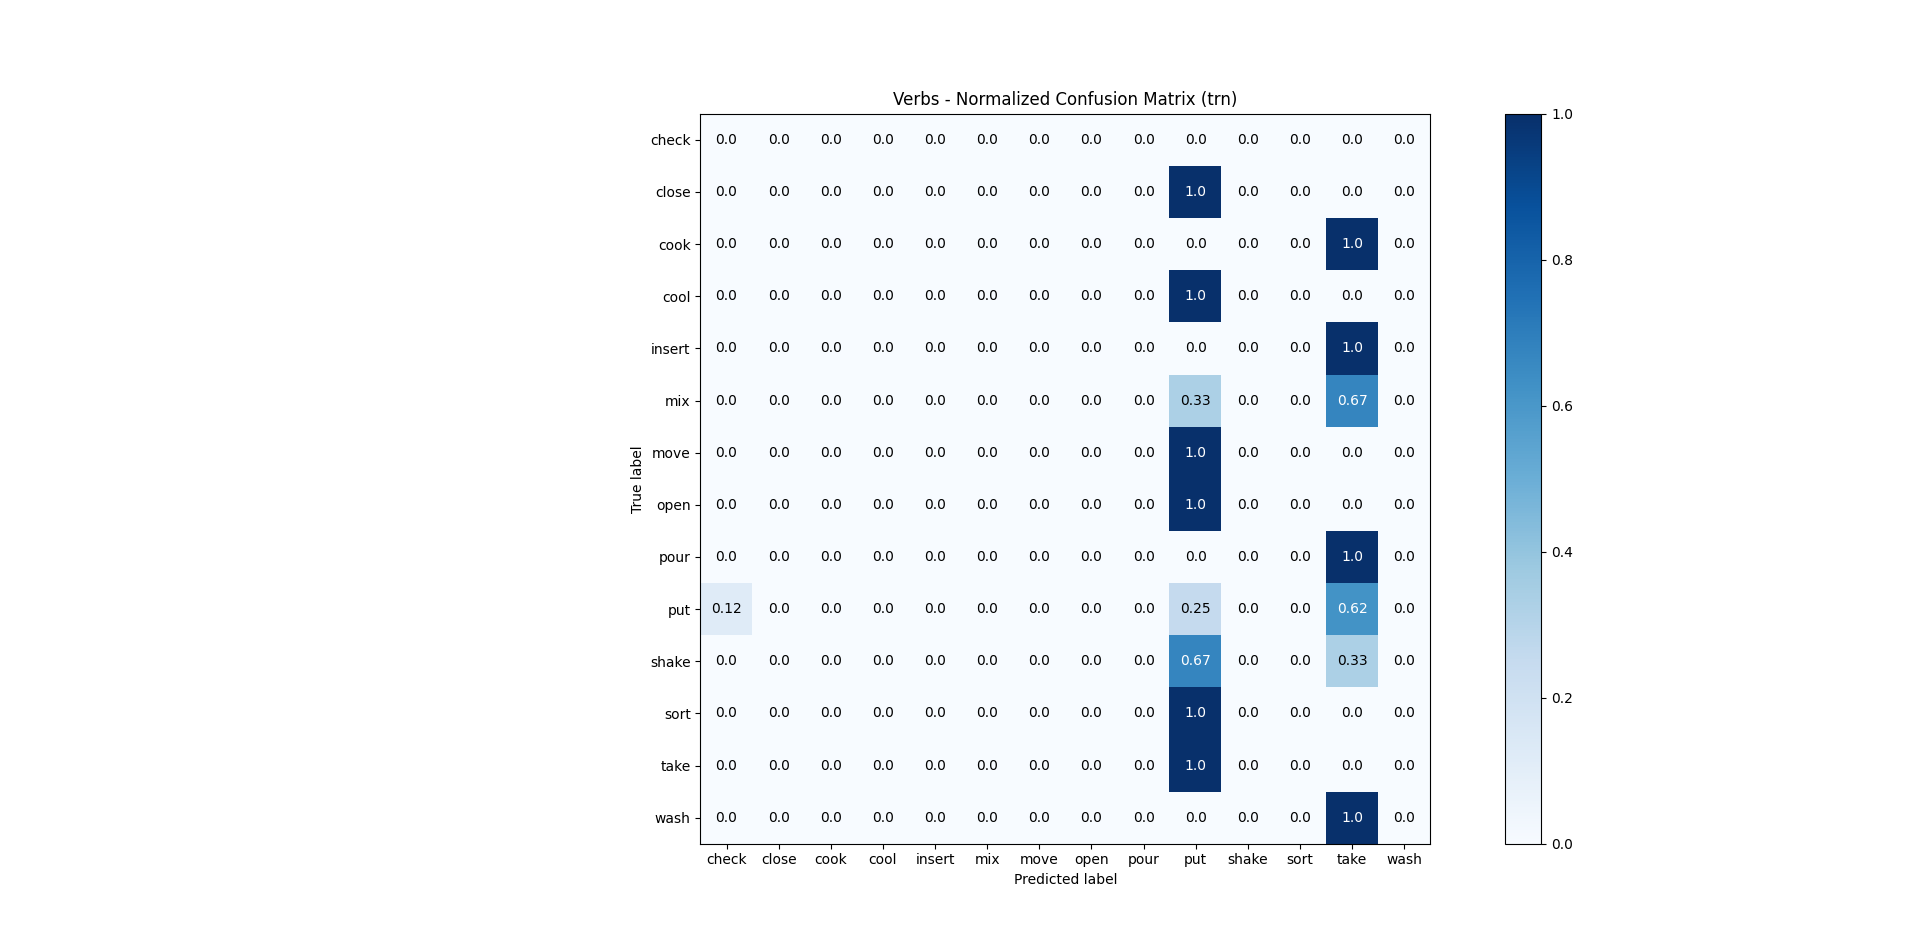 Verbs - Normalized Confusion Matrix (trn)
check 0.0 0.0 0.0 0.0 0.0 0.0 0.0 0.0 0.0 0.0 0.0 0.0 0.0 0.0
close 0.0 0.0 0.0 0.0 0.0 0.0 0.0 0.0 0.0 1.0 0.0 0.0 0.0 0.0
cook 0.0 0.0 0.0 0.0 0.0 0.0 0.0 0.0 0.0 0.0 0.0 0.0 1.0 0.0
cool 0.0 0.0 0.0 0.0 0.0 0.0 0.0 0.0 0.0 1.0 0.0 0.0 0.0 0.0
insert 0.0 0.0 0.0 0.0 0.0 0.0 0.0 0.0 0.0 0.0 0.0 0.0 1.0 0.0
mix 0.0 0.0 0.0 0.0 0.0 0.0 0.0 0.0 0.0 0.33 0.0 0.0 0.67 0.0
move 0.0 0.0 0.0 0.0 0.0 0.0 0.0 0.0 0.0 1.0 0.0 0.0 0.0 0.0
open 0.0 0.0 0.0 0.0 0.0 0.0 0.0 0.0 0.0 1.0 0.0 0.0 0.0 0.0
pour 0.0 0.0 0.0 0.0 0.0 0.0 0.0 0.0 0.0 0.0 0.0 0.0 1.0 0.0
put 0.12 0.0 0.0 0.0 0.0 0.0 0.0 0.0 0.0 0.25 0.0 0.0 0.62 0.0
shake 0.0 0.0 0.0 0.0 0.0 0.0 0.0 0.0 0.0 0.67 0.0 0.0 0.33 0.0
sort 0.0 0.0 0.0 0.0 0.0 0.0 0.0 0.0 0.0 1.0 0.0 0.0 0.0 0.0
take 0.0 0.0 0.0 0.0 0.0 0.0 0.0 0.0 0.0 1.0 0.0 0.0 0.0 0.0
wash 0.0 0.0 0.0 0.0 0.0 0.0 0.0 0.0 0.0 0.0 0.0 0.0 1.0 0.0
check close cook cool insert mix move open pour put shake sort take wash
Predicted label
True label
1.0
0.8
0.6
0.4
0.2
0.0